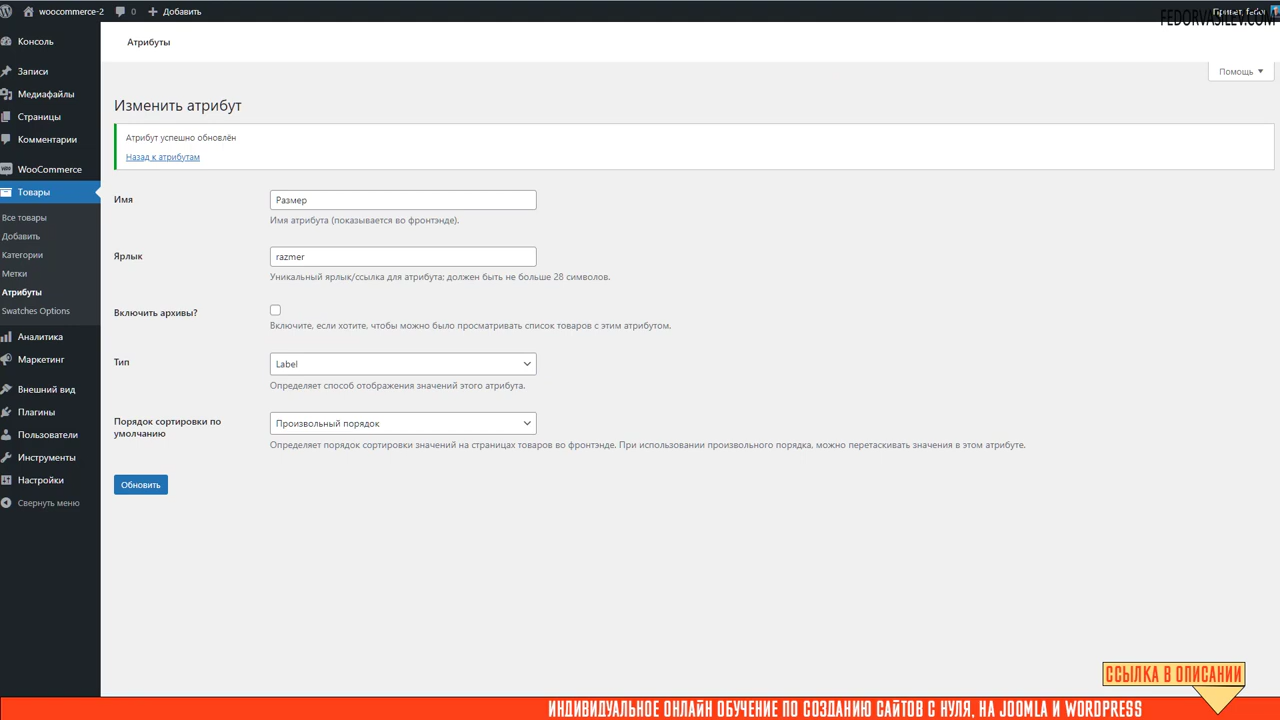 woocommerce-2
0
Добавить
Привет, fedor
FEDORVASILEV.COM
Консоль
Записи
Медиафайлы
Страницы
Комментарии
WooCommerce
Товары
Все товары
Добавить
Категории
Метки
Атрибуты
Swatches Options
Аналитика
Маркетинг
Внешний вид
Плагины
Пользователи
Инструменты
Настройки
Свернуть меню
Атрибуты
Помощь
Изменить атрибут
Атрибут успешно обновлён
Назад к атрибутам
Имя
Размер
Имя атрибута (показывается во фронтэнде).
Ярлык
razmer
Уникальный ярлык/ссылка для атрибута; должен быть не больше 28 символов.
Включить архивы?
Включите, если хотите, чтобы можно было просматривать список товаров с этим атрибутом.
Тип
Label
Определяет способ отображения значений этого атрибута.
Порядок сортировки по
умолчанию
Произвольный порядок
Определяет порядок сортировки значений на страницах товаров во фронтэнде. При использовании произвольного порядка, можно перетаскивать значения в этом атрибуте.
Обновить
ССЫЛКА В ОПИСАНИИ
ИНДИВИДУАЛЬНОЕ ОНЛАЙН ОБУЧЕНИЕ ПО СОЗДАНИЮ САЙТОВ С НУЛЯ, НА JOOMLA И WORDPRESS